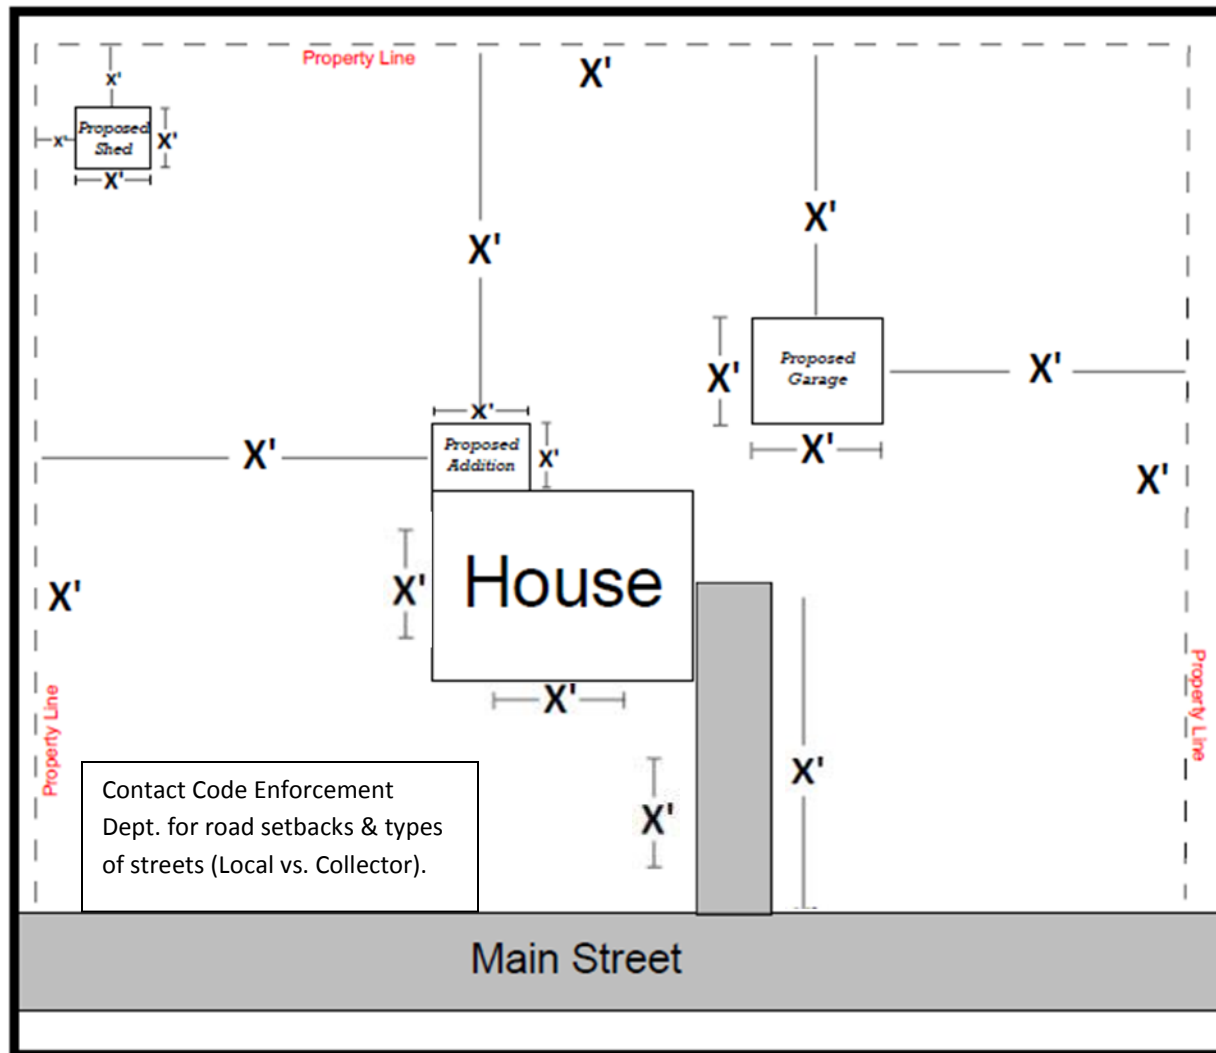 Property Line
X'
X'
Proposed
Shed
X'
X'
X'
X'
X'
X'
Proposed
Garage
X'
X'
X'
X'
Proposed
Addition
X'
X'
X'
X'
X'
House
X'
Property Line
Property Line
X'
X'
Contact Code Enforcement
Dept. for road setbacks & types
of streets (Local vs. Collector).
Main Street